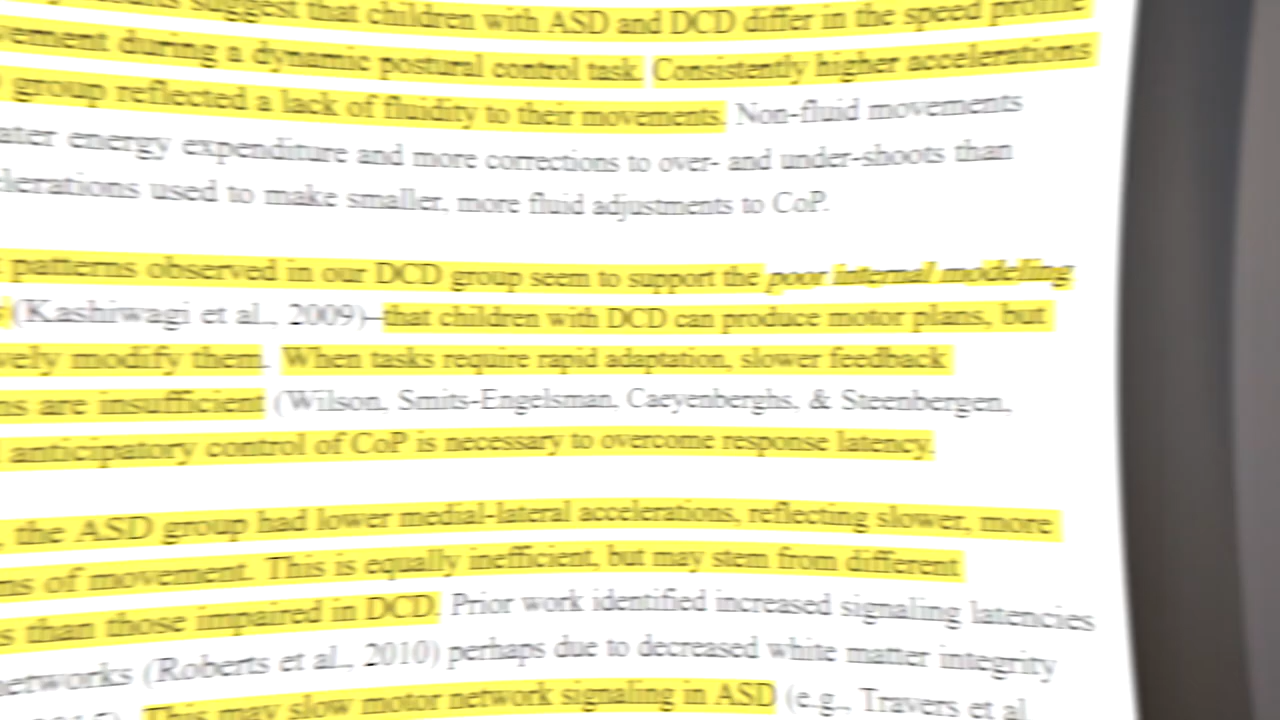 suggest that children with ASD and DCD differ in the speed profile
during a dynamic postural control task. Consistently higher accelerations
group reflected a lack of fluidity to their movements. Non-fluid movements
energy expenditure and more corrections to over- and under-shoots than
used to make smaller, more fluid adjustments to CoP.
patterns observed in our DCD group seem to support the poor internal modelling
(Kashiwagi et al., 2009)–that children with DCD can produce motor plans, but
modify them. When tasks require rapid adaptation, slower feedback
are insufficient (Wilson, Smits-Engelsman, Caeyenberghs, & Steenbergen,
anticipatory control of CoP is necessary to overcome response latency.
, the ASD group had lower medial-lateral accelerations, reflecting slower, more
of movement. This is equally inefficient, but may stem from different
than those impaired in DCD. Prior work identified increased signaling latencies
networks (Roberts et al., 2010) perhaps due to decreased white matter integrity
This may slow motor network signaling in ASD (e.g., Travers et al